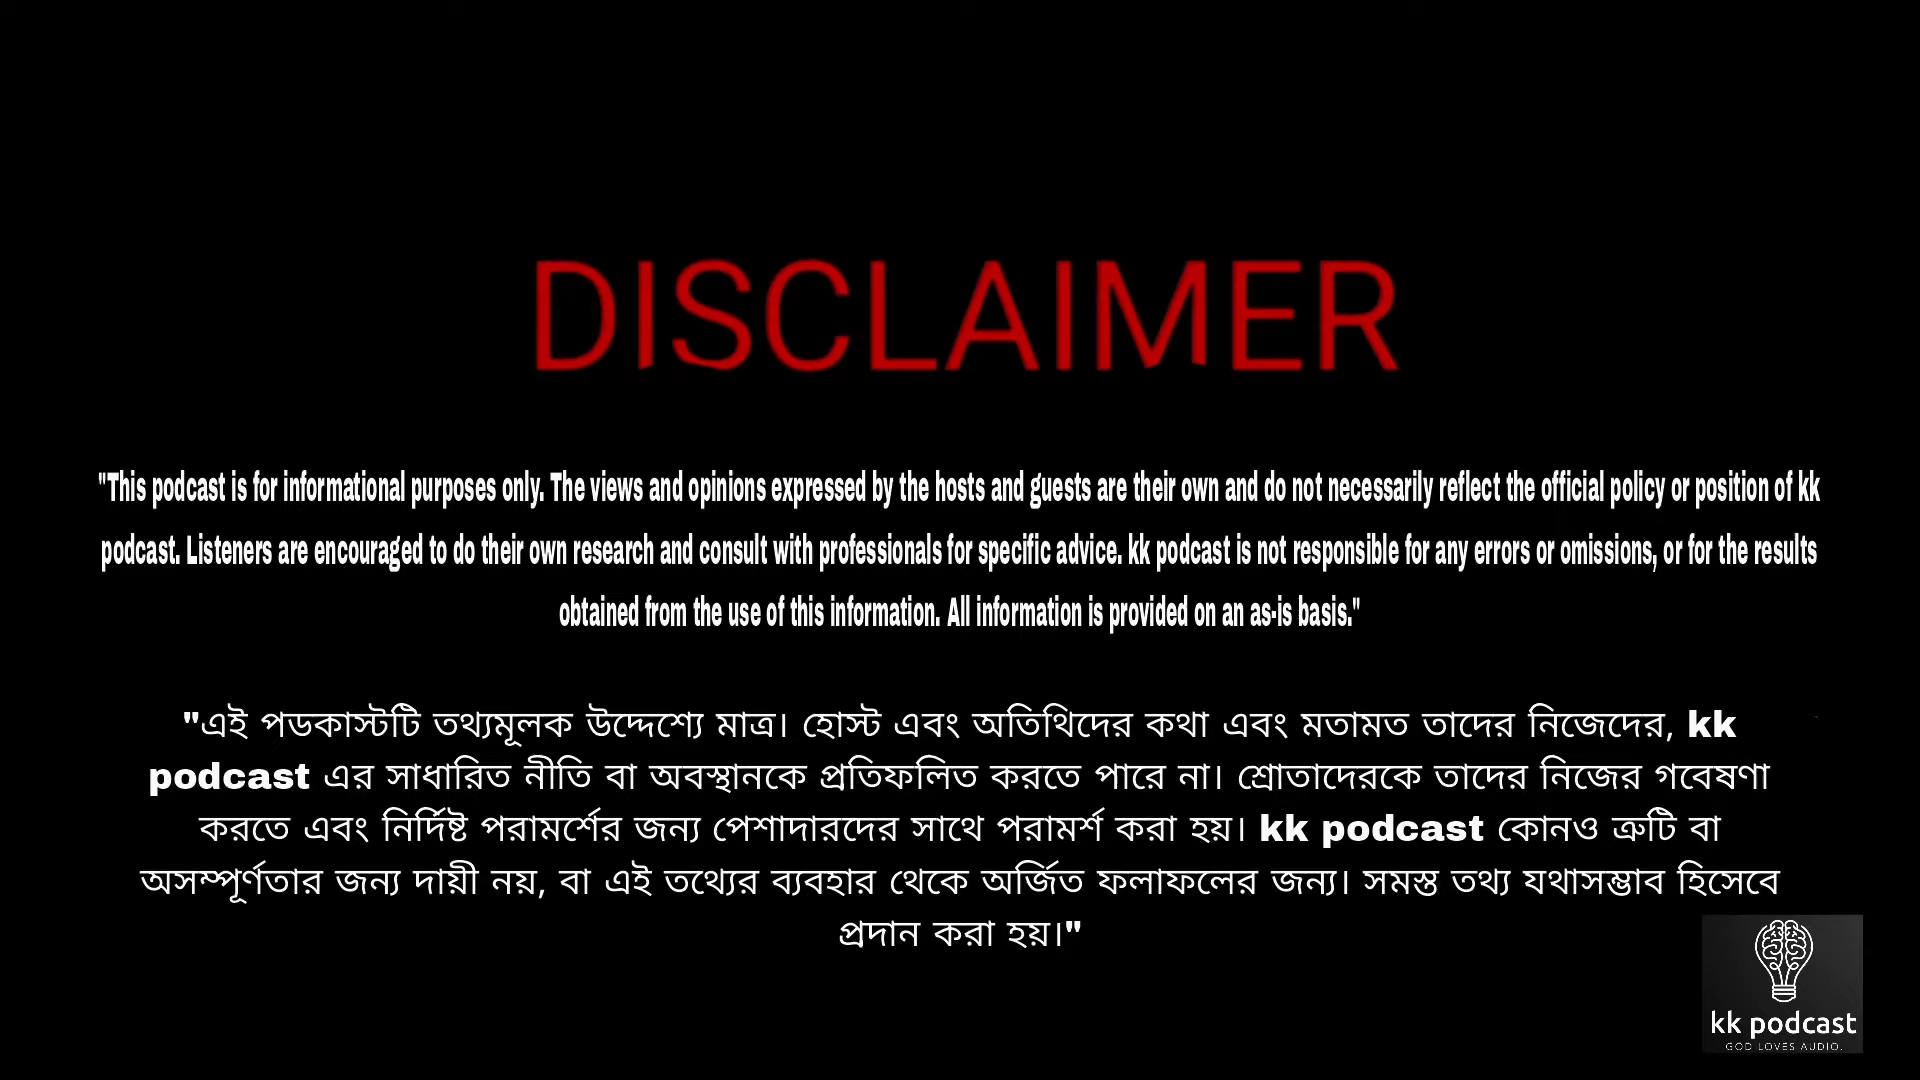 DISCLAIMER
"This podcast is for informational purposes only. The views and opinions expressed by the hosts and guests are their own and do not necessarily reflect the official policy or position of kk
podcast. Listeners are encouraged to do their own research and consult with professionals for specific advice. kk podcast is not responsible for any errors or omissions, or for the results
obtained from the use of this information. All information is provided on an as-is basis."
"এই পডকাস্টটি তথ্যমূলক উদ্দেশ্যে মাত্র। হোস্ট এবং অতিথিদের কথা এবং মতামত তাদের নিজেদের, kk
podcast এর সাধারিত নীতি বা অবস্থানকে প্রতিফলিত করতে পারে না। শ্রোতাদেরকে তাদের নিজের গবেষণা
করতে এবং নির্দিষ্ট পরামর্শের জন্য পেশাদারদের সাথে পরামর্শ করা হয়। kk podcast কোনও ত্রুটি বা
অসম্পূর্ণতার জন্য দায়ী নয়, বা এই তথ্যের ব্যবহার থেকে অর্জিত ফলাফলের জন্য। সমস্ত তথ্য যথাসম্ভাব হিসেবে
প্রদান করা হয়।"
kk podcast
GOD LOVES AUDIO.